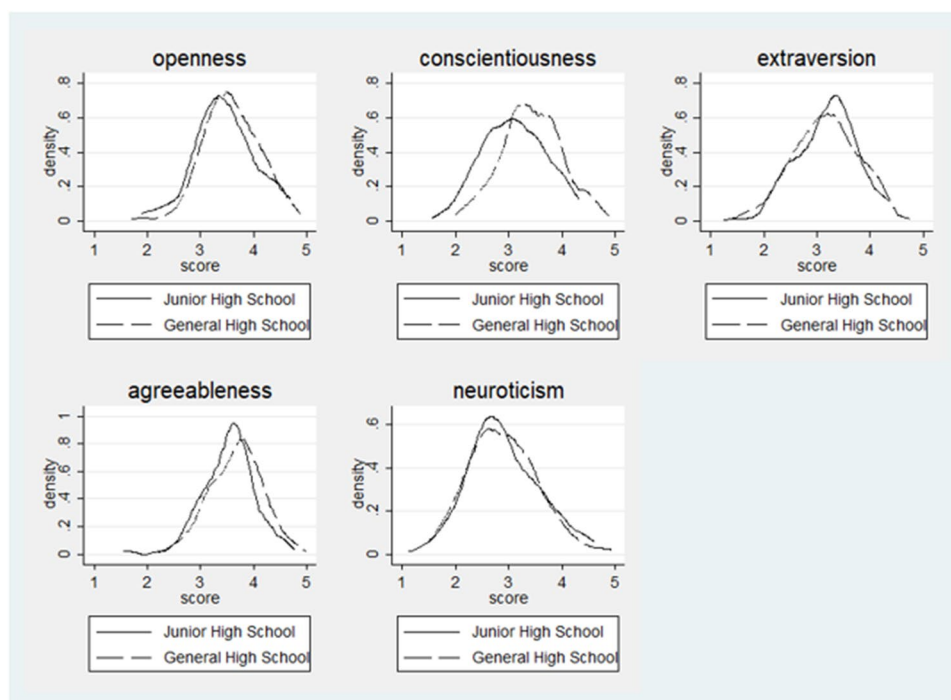 openness
density
0 .2 .4 .6 .8
1 2 3 4 5
score
Junior High School
General High School
conscientiousness
density
0 .2 .4 .6 .8
1 2 3 4 5
score
Junior High School
General High School
extraversion
density
0 .2 .4 .6 .8
1 2 3 4 5
score
Junior High School
General High School
agreeableness
density
0 .2 .4 .6 .8 1
1 2 3 4 5
score
Junior High School
General High School
neuroticism
density
0 .2 .4 .6
1 2 3 4 5
score
Junior High School
General High School